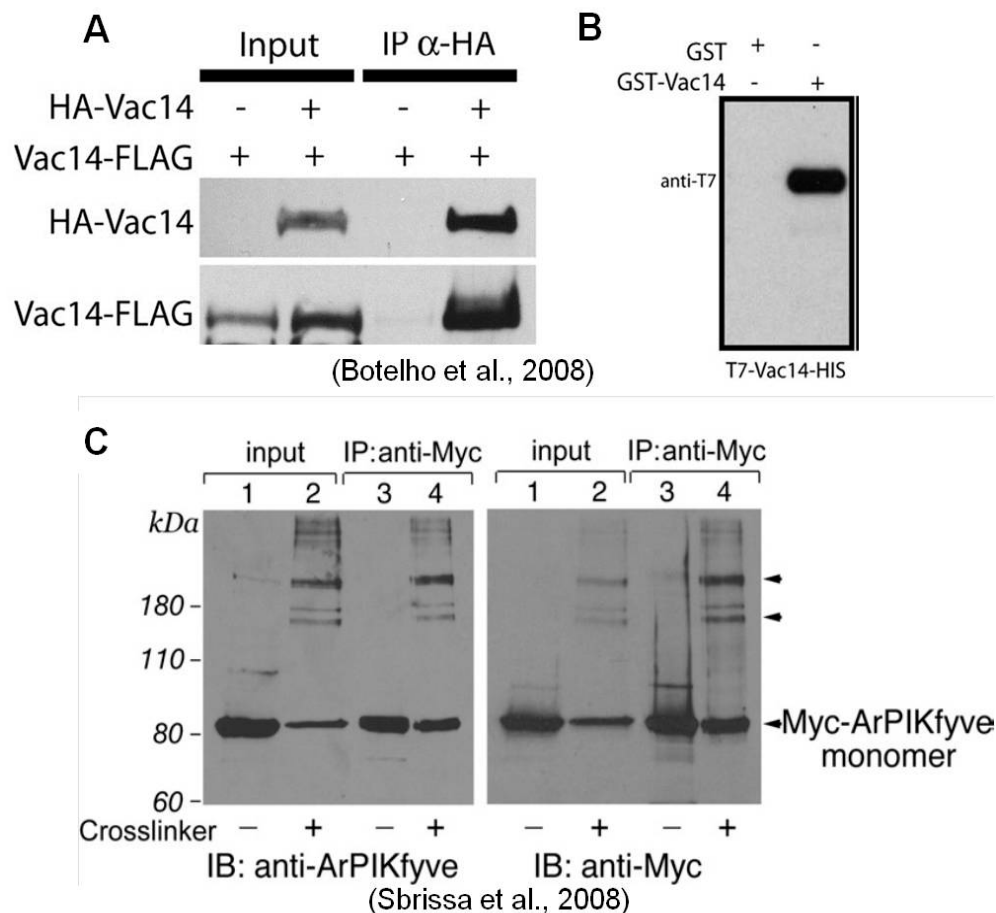 A
Input IP α-HA
HA-Vac14 - + - +
Vac14-FLAG + + + +
HA-Vac14
Vac14-FLAG
(Botelho et al., 2008)
B
GST + -
GST-Vac14 - +
anti-T7
T7-Vac14-HIS
C
input IP:anti-Myc input IP:anti-Myc
1 2 3 4 1 2 3 4
kDa
180
110
80
60
Myc-ArPIKfyve
monomer
Crosslinker − + − + − + − +
IB: anti-ArPIKfyve IB: anti-Myc
(Sbrissa et al., 2008)